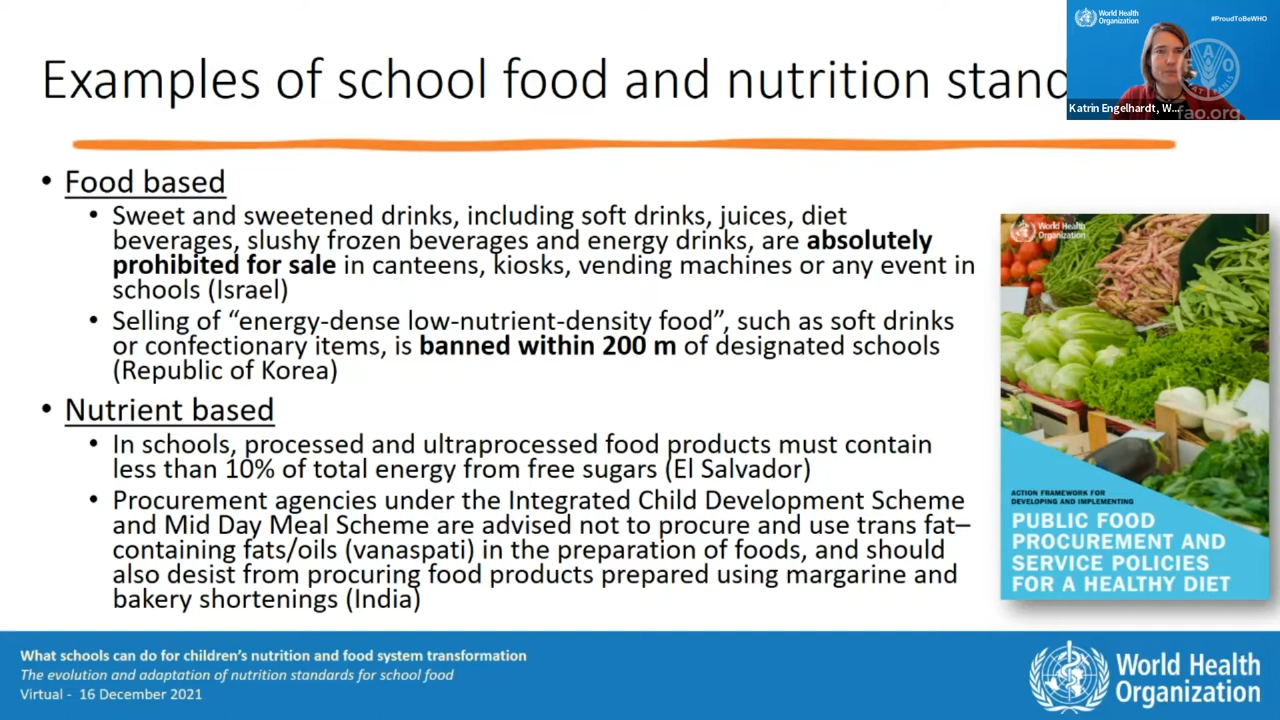 Examples of school food and nutrition stand
World Health
Organization
#ProudToBeWHO
FAO
FIAT PANIS
fao.org
Katrin Engelhardt, W...
• Food based
• Sweet and sweetened drinks, including soft drinks, juices, diet
beverages, slushy frozen beverages and energy drinks, are absolutely
prohibited for sale in canteens, kiosks, vending machines or any event in
schools (Israel)
• Selling of “energy-dense low-nutrient-density food”, such as soft drinks
or confectionary items, is banned within 200 m of designated schools
(Republic of Korea)
• Nutrient based
• In schools, processed and ultraprocessed food products must contain
less than 10% of total energy from free sugars (El Salvador)
• Procurement agencies under the Integrated Child Development Scheme
and Mid Day Meal Scheme are advised not to procure and use trans fat–
containing fats/oils (vanaspati) in the preparation of foods, and should
also desist from procuring food products prepared using margarine and
bakery shortenings (India)
World Health
Organization
ACTION FRAMEWORK FOR
DEVELOPING AND IMPLEMENTING
PUBLIC FOOD
PROCUREMENT AND
SERVICE POLICIES
FOR A HEALTHY DIET
What schools can do for children’s nutrition and food system transformation
The evolution and adaptation of nutrition standards for school food
Virtual - 16 December 2021
World Health
Organization